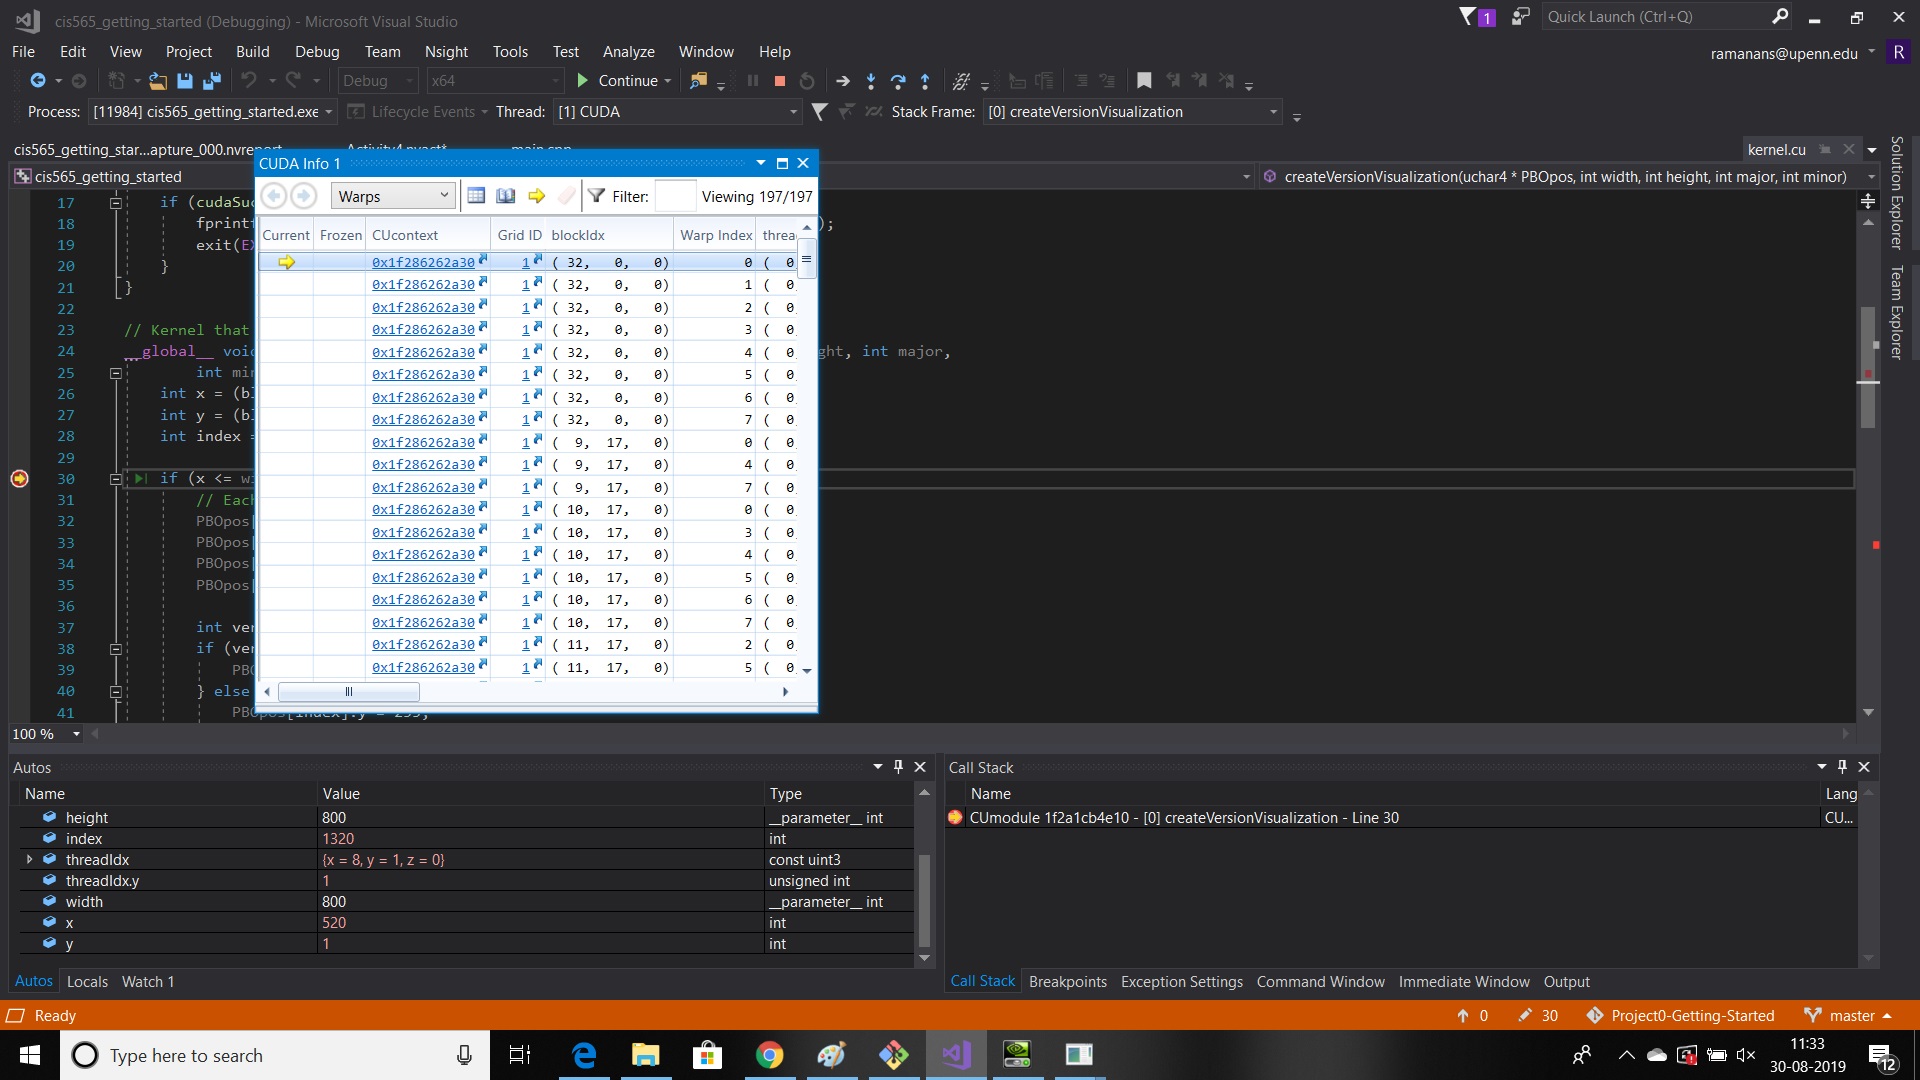 cis565_getting_started (Debugging) - Microsoft Visual Studio
1
Quick Launch (Ctrl+Q)
File Edit View Project Build Debug Team Nsight Tools Test Analyze Window Help
ramanans@upenn.edu R
Debug x64 Continue
Process: [11984] cis565_getting_started.exe Lifecycle Events Thread: [1] CUDA Stack Frame: [0] createVersionVisualization
cis565_getting_star...apture_000.nvreport Activity4.nvact* main.cpp kernel.cu
cis565_getting_started createVersionVisualization(uchar4 * PBOpos, int width, int height, int major, int minor)
Solution Explorer
Team Explorer
CUDA Info 1
Warps Filter: Viewing 197/197
Current Frozen CUcontext Grid ID blockIdx Warp Index threa
0x1f286262a30 1 ( 32, 0, 0) 0 ( 0
0x1f286262a30 1 ( 32, 0, 0) 1 ( 0
0x1f286262a30 1 ( 32, 0, 0) 2 ( 0
0x1f286262a30 1 ( 32, 0, 0) 3 ( 0
0x1f286262a30 1 ( 32, 0, 0) 4 ( 0
0x1f286262a30 1 ( 32, 0, 0) 5 ( 0
0x1f286262a30 1 ( 32, 0, 0) 6 ( 0
0x1f286262a30 1 ( 32, 0, 0) 7 ( 0
0x1f286262a30 1 ( 9, 17, 0) 0 ( 0
0x1f286262a30 1 ( 9, 17, 0) 4 ( 0
0x1f286262a30 1 ( 9, 17, 0) 7 ( 0
0x1f286262a30 1 ( 10, 17, 0) 0 ( 0
0x1f286262a30 1 ( 10, 17, 0) 3 ( 0
0x1f286262a30 1 ( 10, 17, 0) 4 ( 0
0x1f286262a30 1 ( 10, 17, 0) 5 ( 0
0x1f286262a30 1 ( 10, 17, 0) 6 ( 0
0x1f286262a30 1 ( 10, 17, 0) 7 ( 0
0x1f286262a30 1 ( 11, 17, 0) 2 ( 0
0x1f286262a30 1 ( 11, 17, 0) 5 ( 0
17 if (cudaSu
18 fprint );
19 exit(E
20 }
21 }
22
23 // Kernel that
24 __global__ voi ght, int major,
25 int mi
26 int x = (b
27 int y = (b
28 int index =
29
30 if (x <= w
31 // Each
32 PBOpos
33 PBOpos
34 PBOpos
35 PBOpos
36
37 int ver
38 if (ver
39 PBO
40 } else
41 PBOpos[index].y = 255;
100 %
Autos
Name Value Type
height 800 __parameter__ int
index 1320 int
threadIdx {x = 8, y = 1, z = 0} const uint3
threadIdx.y 1 unsigned int
width 800 __parameter__ int
x 520 int
y 1 int
Autos Locals Watch 1
Call Stack
Name Lang
CUmodule 1f2a1cb4e10 - [0] createVersionVisualization - Line 30 CU...
Call Stack Breakpoints Exception Settings Command Window Immediate Window Output
Ready 0 30 Project0-Getting-Started master
Type here to search
11:33
30-08-2019
12